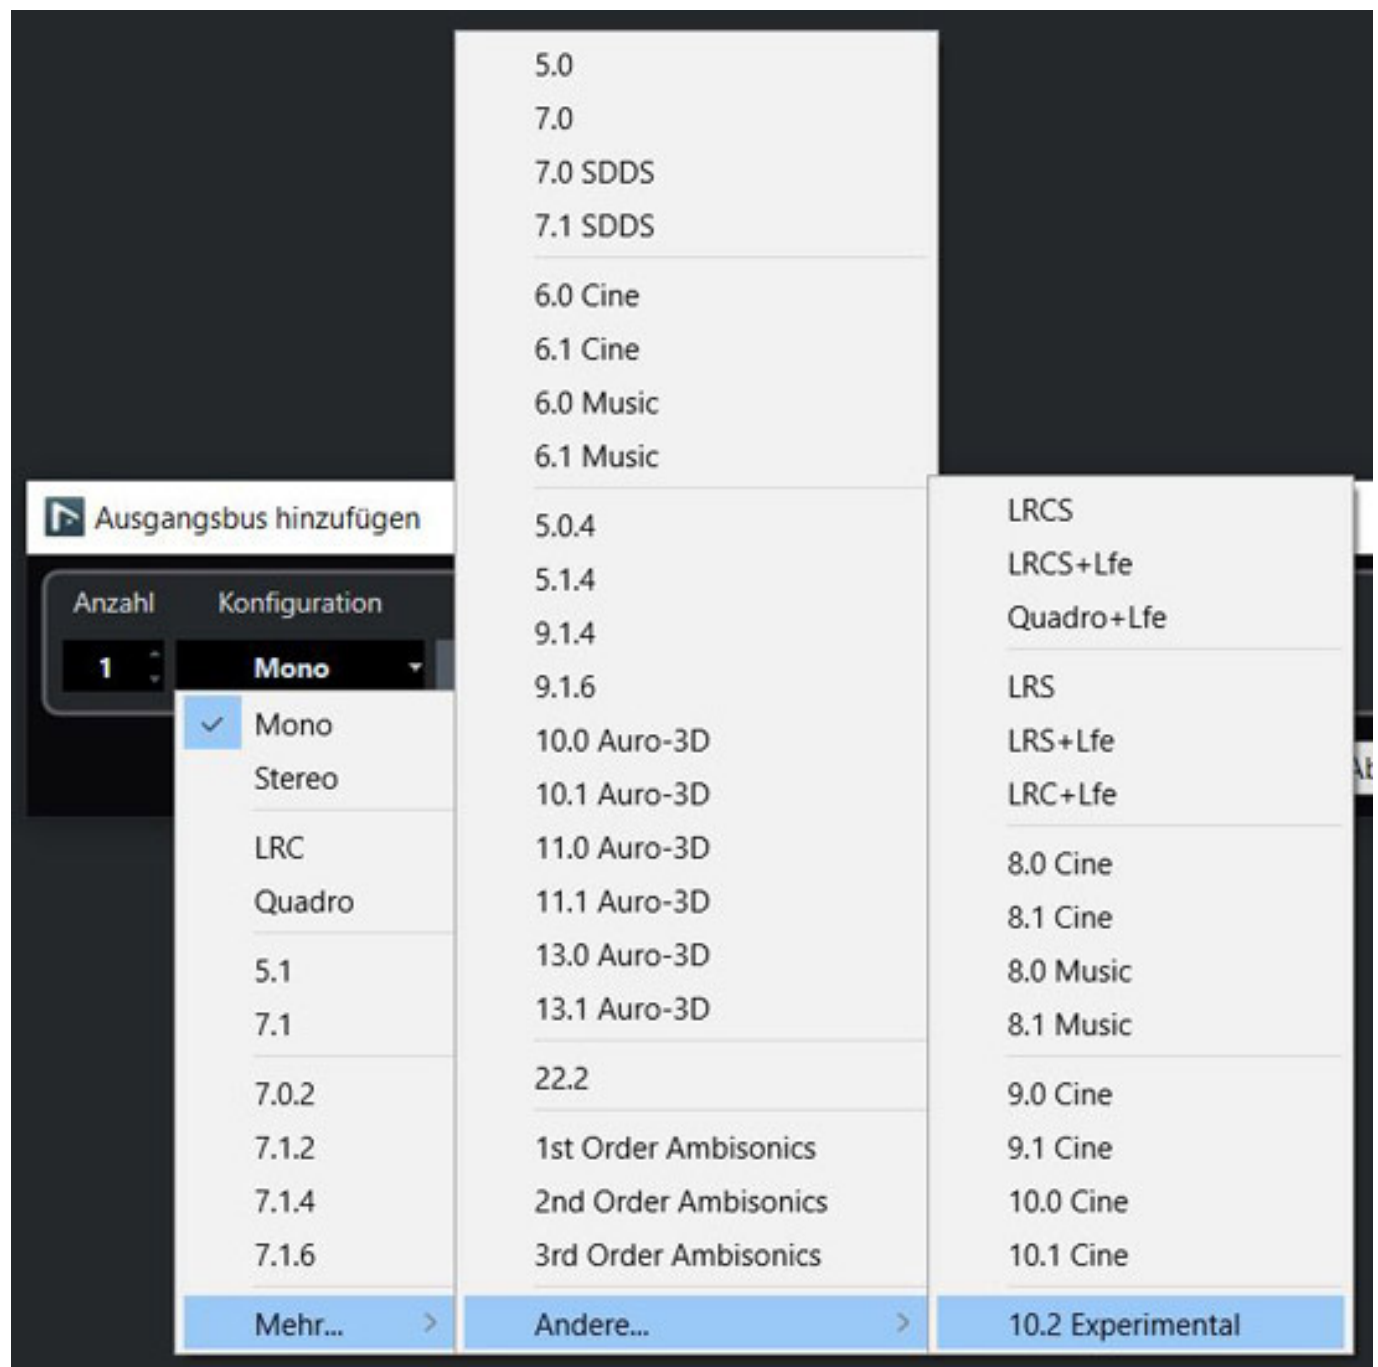 Ausgangsbus hinzufügen
Anzahl
Konfiguration
1
Mono
Mono
Stereo
LRC
Quadro
5.1
7.1
7.0.2
7.1.2
7.1.4
7.1.6
Mehr...
5.0
7.0
7.0 SDDS
7.1 SDDS
6.0 Cine
6.1 Cine
6.0 Music
6.1 Music
5.0.4
5.1.4
9.1.4
9.1.6
10.0 Auro-3D
10.1 Auro-3D
11.0 Auro-3D
11.1 Auro-3D
13.0 Auro-3D
13.1 Auro-3D
22.2
1st Order Ambisonics
2nd Order Ambisonics
3rd Order Ambisonics
Andere...
LRCS
LRCS+Lfe
Quadro+Lfe
LRS
LRS+Lfe
LRC+Lfe
8.0 Cine
8.1 Cine
8.0 Music
8.1 Music
9.0 Cine
9.1 Cine
10.0 Cine
10.1 Cine
10.2 Experimental